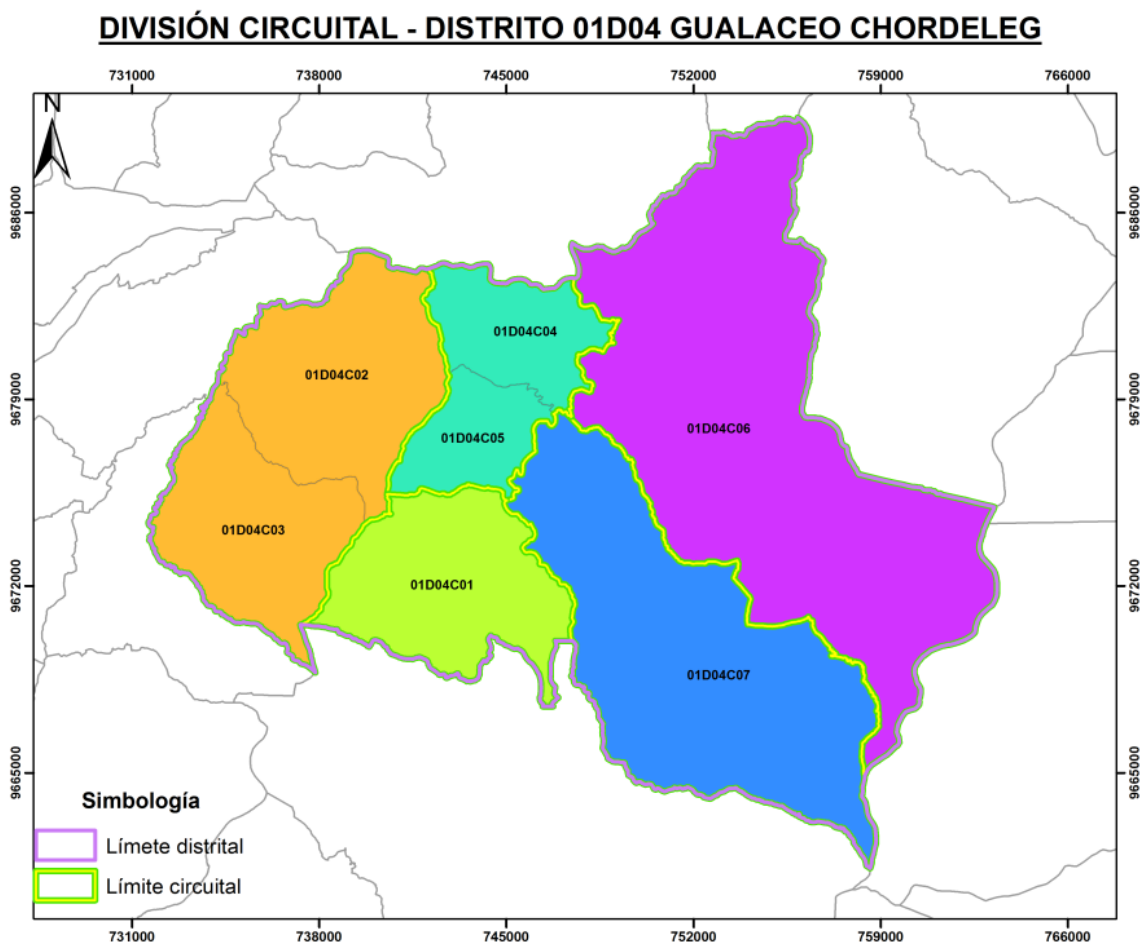 DIVISIÓN CIRCUITAL - DISTRITO 01D04 GUALACEO CHORDELEG
731000 738000 745000 752000 759000 766000
N
9686000 9686000
01D04C04
01D04C02
9679000 9679000
01D04C06
01D04C05
01D04C03
01D04C01
9672000 9672000
01D04C07
9665000 9665000
Simbología
Límete distrital
Límite circuital
731000 738000 745000 752000 759000 766000